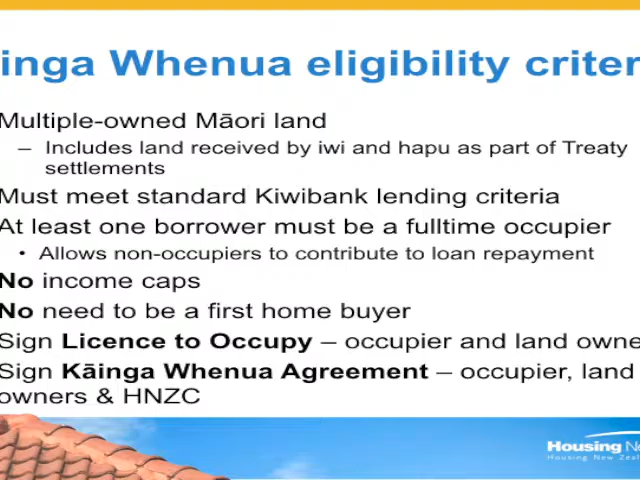 inga Whenua eligibility criter
Multiple-owned Māori land
– Includes land received by iwi and hapu as part of Treaty
settlements
Must meet standard Kiwibank lending criteria
At least one borrower must be a fulltime occupier
• Allows non-occupiers to contribute to loan repayment
No income caps
No need to be a first home buyer
Sign Licence to Occupy – occupier and land owne
Sign Kāinga Whenua Agreement – occupier, land
owners & HNZC
Housing Ne
Housing New Zeal